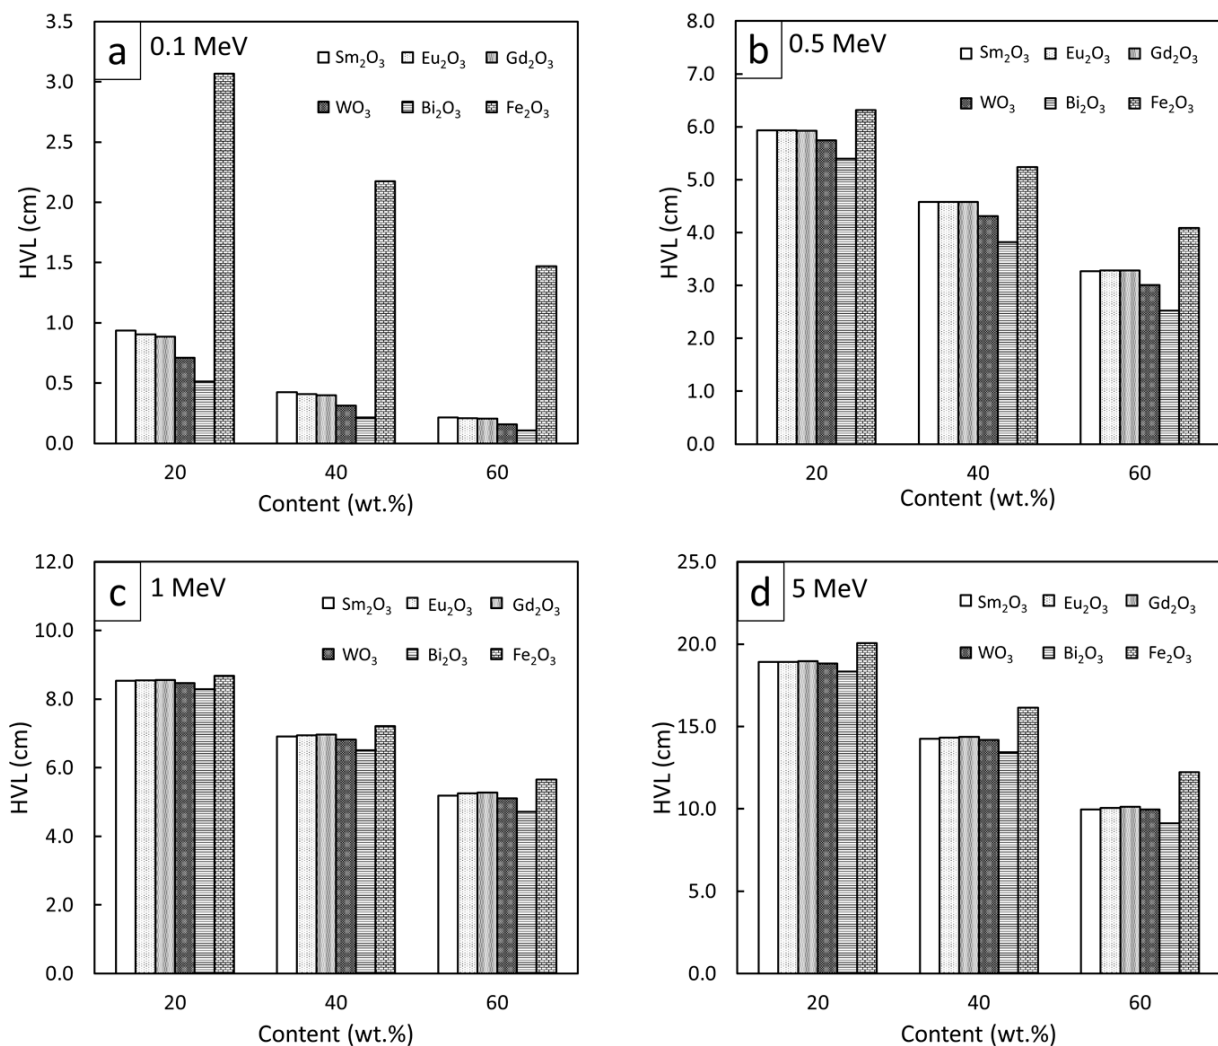 a 0.1 MeV
Sm₂O₃ Eu₂O₃ Gd₂O₃
WO₃ Bi₂O₃ Fe₂O₃
3.5
3.0
2.5
2.0
1.5
1.0
0.5
0.0
HVL (cm)
20 40 60
Content (wt.%)
b 0.5 MeV
Sm₂O₃ Eu₂O₃ Gd₂O₃
WO₃ Bi₂O₃ Fe₂O₃
8.0
7.0
6.0
5.0
4.0
3.0
2.0
1.0
0.0
HVL (cm)
20 40 60
Content (wt.%)
c 1 MeV
Sm₂O₃ Eu₂O₃ Gd₂O₃
WO₃ Bi₂O₃ Fe₂O₃
12.0
10.0
8.0
6.0
4.0
2.0
0.0
HVL (cm)
20 40 60
Content (wt.%)
d 5 MeV
Sm₂O₃ Eu₂O₃ Gd₂O₃
WO₃ Bi₂O₃ Fe₂O₃
25.0
20.0
15.0
10.0
5.0
0.0
HVL (cm)
20 40 60
Content (wt.%)